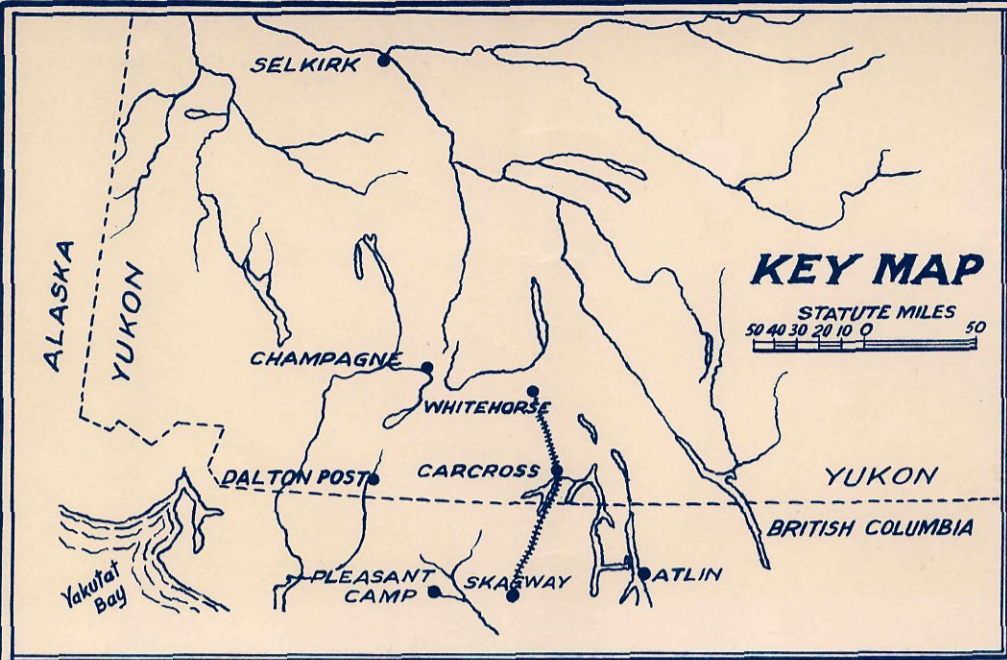 SELKIRK
ALASKA
YUKON
KEY MAP
STATUTE MILES
50 40 30 20 10 0 50
CHAMPAGNE
WHITEHORSE
DALTON POST
CARCROSS
YUKON
BRITISH COLUMBIA
Yakutat
Bay
PLEASANT
CAMP
SKAGWAY
ATLIN